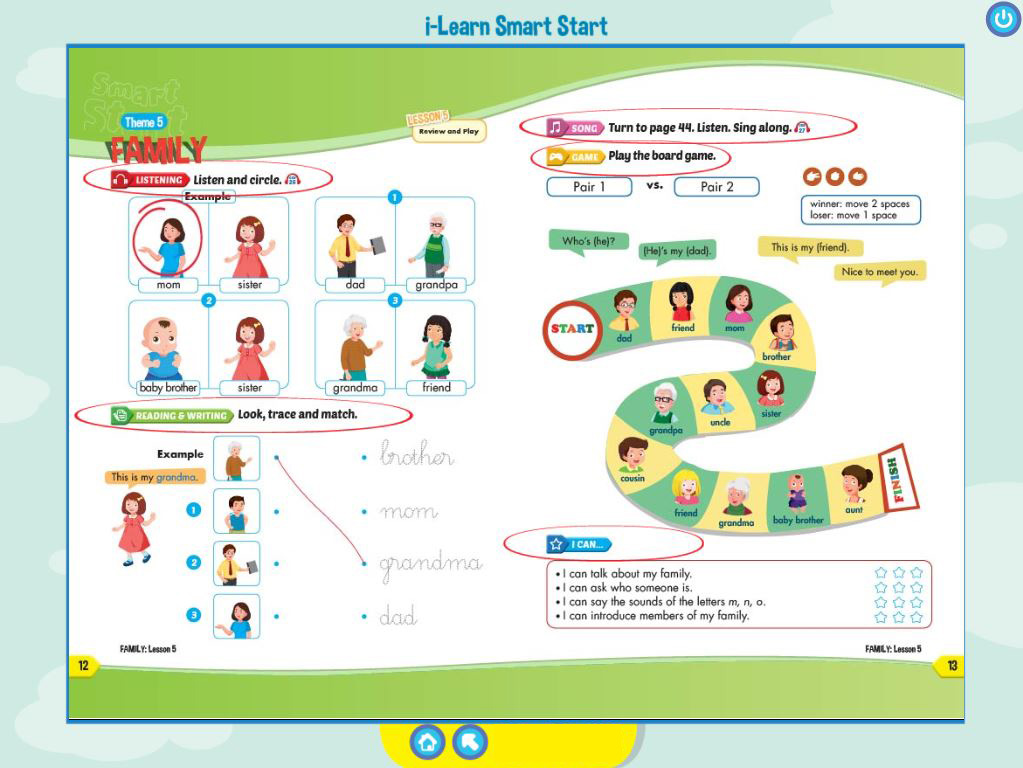 i-Learn Smart Start
Smart
Start
Theme 5
FAMILY
LESSON 5
Review and Play
LISTENING Listen and circle.
Example
mom
sister
1
dad
grandpa
2
baby brother
sister
3
grandma
friend
READING & WRITING Look, trace and match.
Example
This is my grandma.
brother
1
mom
2
grandma
3
dad
FAMILY: Lesson 5
12
SONG Turn to page 44. Listen. Sing along. 27
GAME Play the board game.
Pair 1 vs. Pair 2
winner: move 2 spaces
loser: move 1 space
Who's (he)?
(He)'s my (dad).
This is my (friend).
Nice to meet you.
START
dad
friend
mom
brother
sister
uncle
grandpa
cousin
friend
grandma
baby brother
aunt
FINISH
I CAN...
• I can talk about my family.
• I can ask who someone is.
• I can say the sounds of the letters m, n, o.
• I can introduce members of my family.
FAMILY: Lesson 5
13